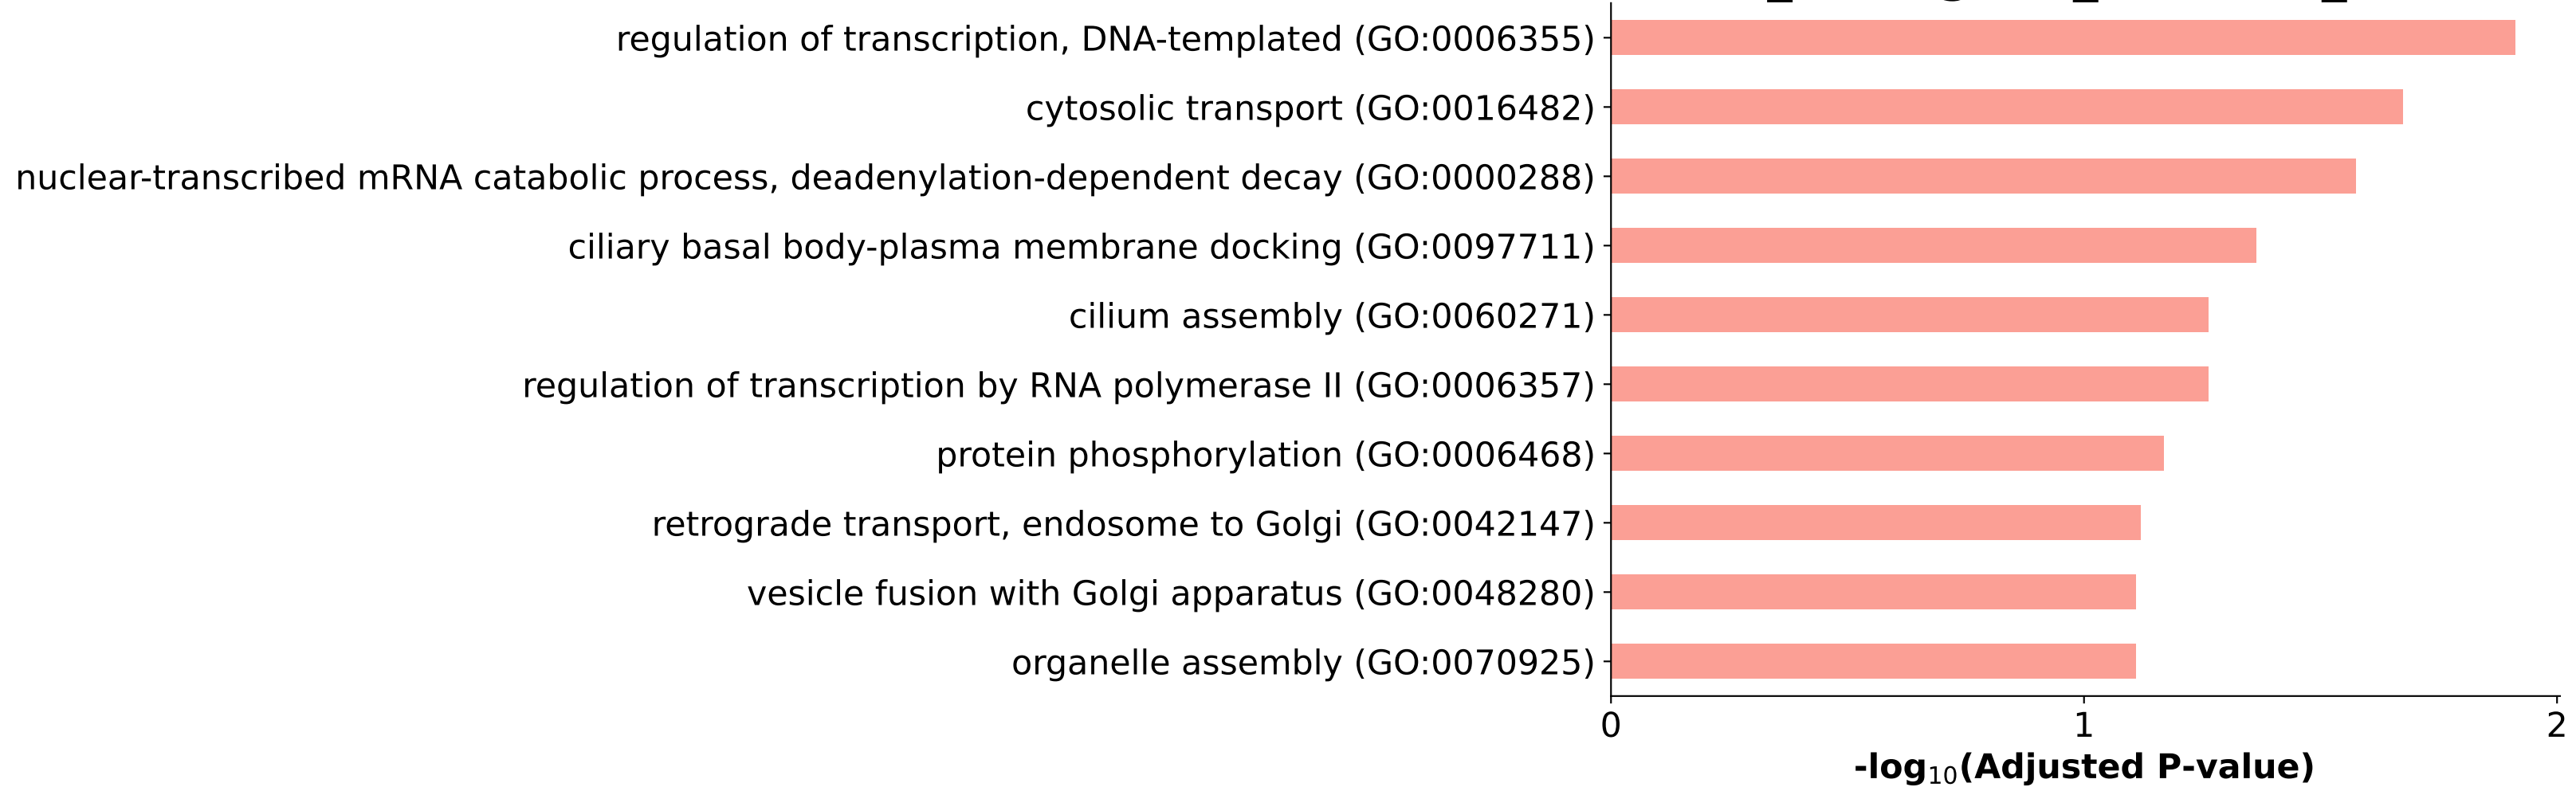 regulation of transcription, DNA-templated (GO:0006355)
cytosolic transport (GO:0016482)
nuclear-transcribed mRNA catabolic process, deadenylation-dependent decay (GO:0000288)
ciliary basal body-plasma membrane docking (GO:0097711)
cilium assembly (GO:0060271)
regulation of transcription by RNA polymerase II (GO:0006357)
protein phosphorylation (GO:0006468)
retrograde transport, endosome to Golgi (GO:0042147)
vesicle fusion with Golgi apparatus (GO:0048280)
organelle assembly (GO:0070925)
0 1 2
-log₁₀(Adjusted P-value)